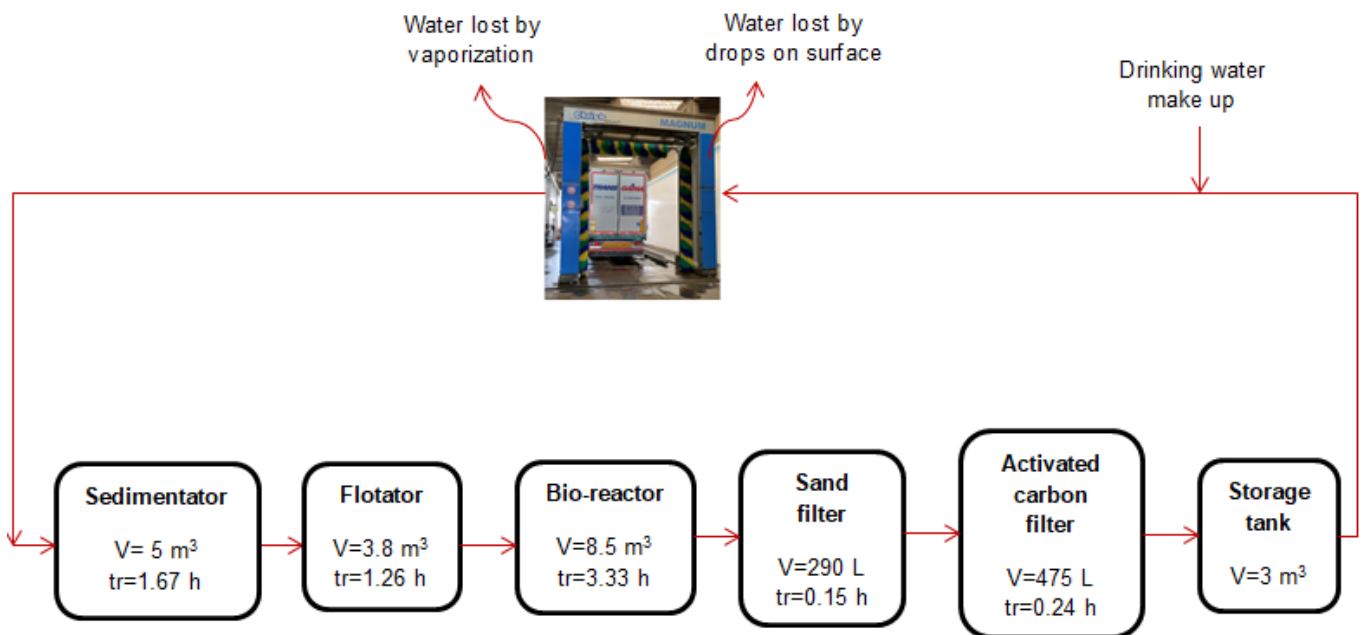 Water lost by
vaporization
Water lost by
drops on surface
Drinking water
make up
Christ
MAGNUM
TRANS
Sedimentator
V= 5 m³
tr=1.67 h
Flotator
V=3.8 m³
tr=1.26 h
Bio-reactor
V=8.5 m³
tr=3.33 h
Sand
filter
V=290 L
tr=0.15 h
Activated
carbon
filter
V=475 L
tr=0.24 h
Storage
tank
V=3 m³